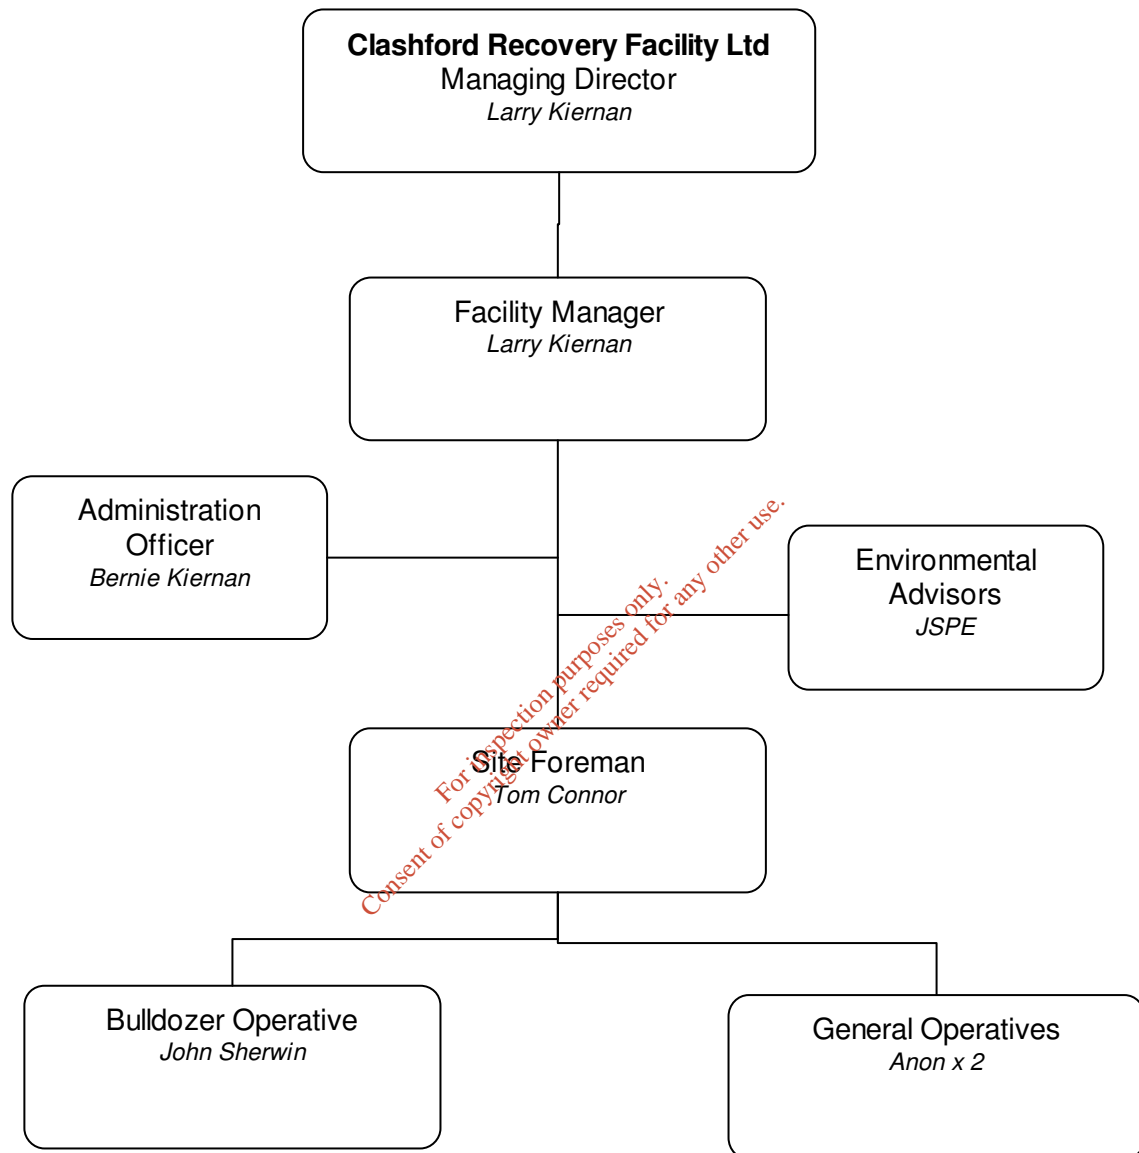 Clashford Recovery Facility Ltd
Managing Director
Larry Kiernan
Facility Manager
Larry Kiernan
Administration
Officer
Bernie Kiernan
Environmental
Advisors
JSPE
For inspection purposes only.
Consent of copyright owner required for any other use.
Site Foreman
Tom Connor
Bulldozer Operative
John Sherwin
General Operatives
Anon x 2